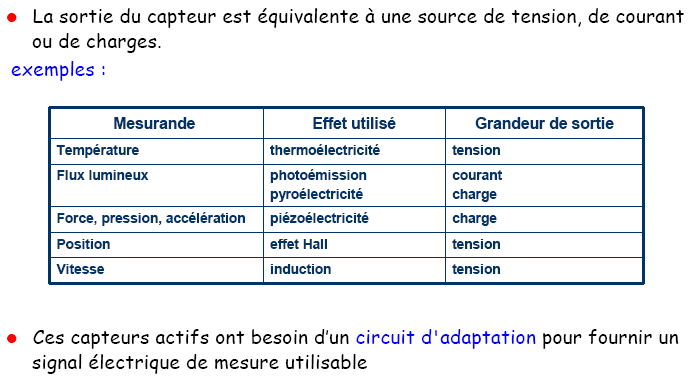 • La sortie du capteur est équivalente à une source de tension, de courant
ou de charges.
exemples :
Mesurande Effet utilisé Grandeur de sortie
Température thermoélectricité tension
Flux lumineux photoémission courant
pyroélectricité charge
Force, pression, accélération piézoélectricité charge
Position effet Hall tension
Vitesse induction tension
• Ces capteurs actifs ont besoin d'un circuit d'adaptation pour fournir un
signal électrique de mesure utilisable